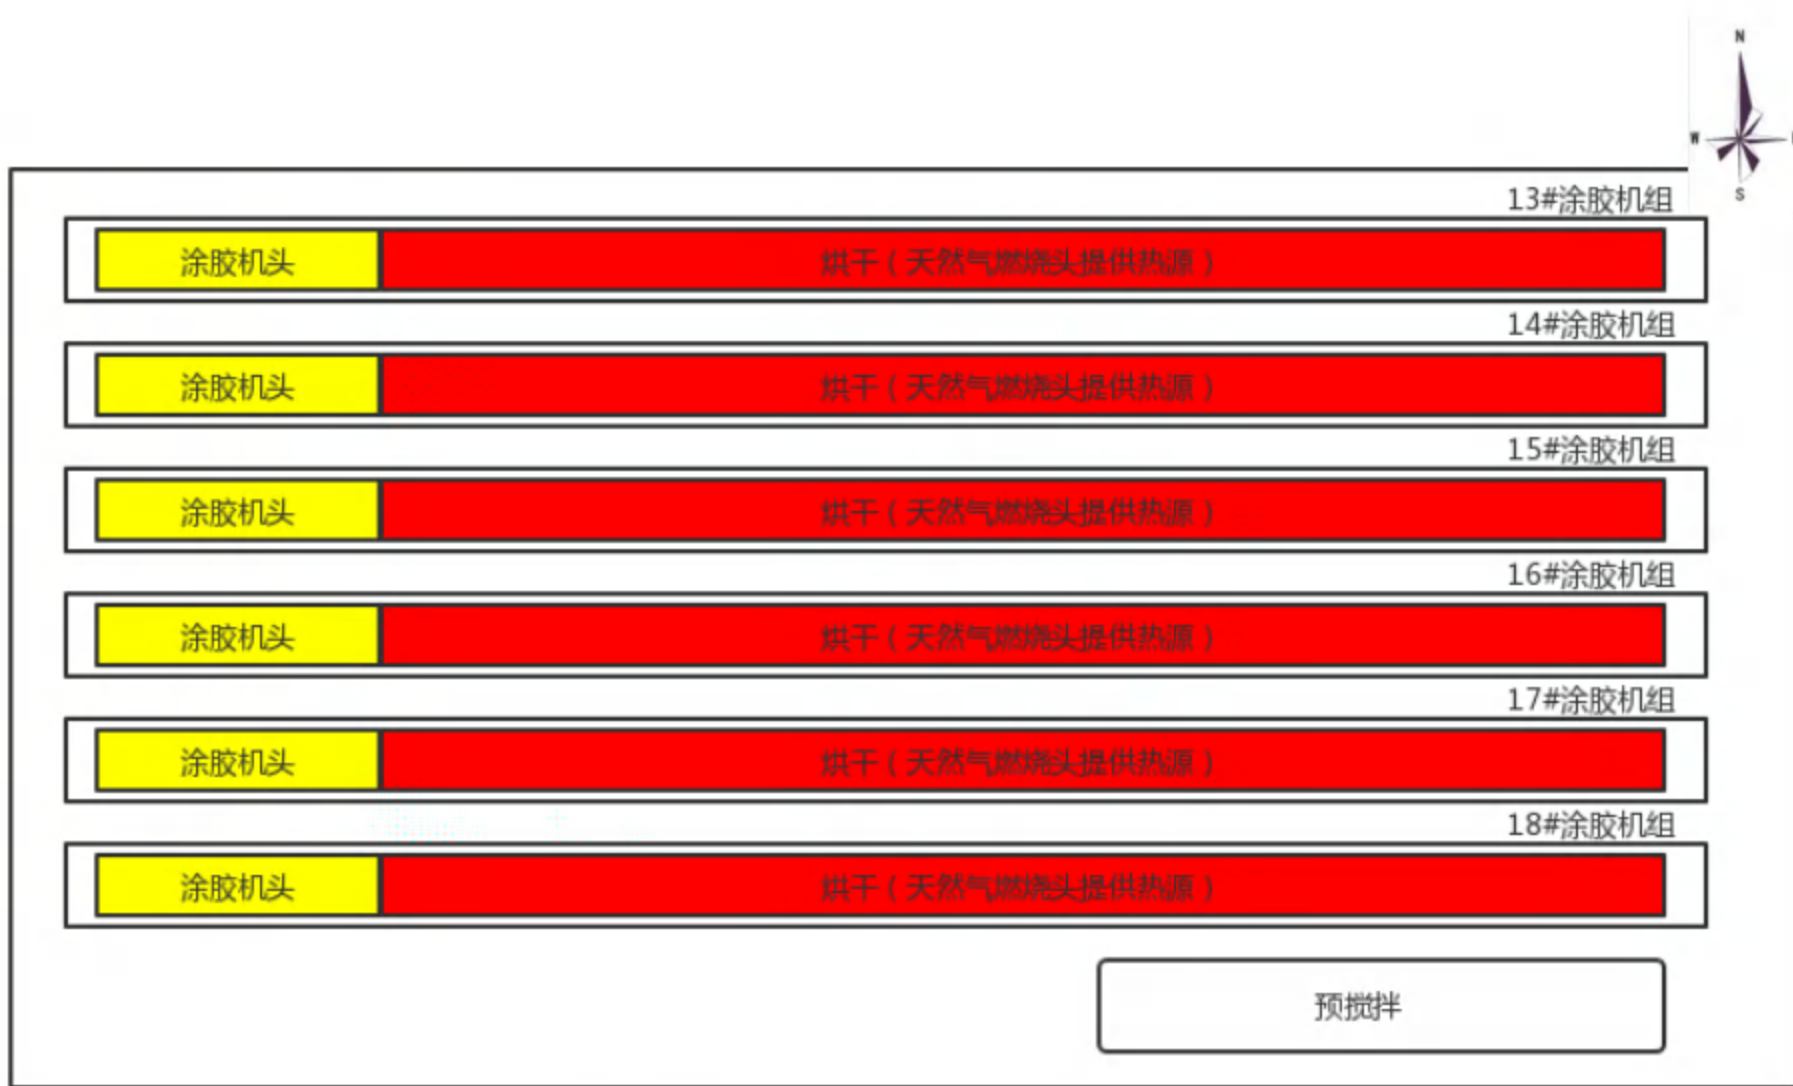 N
W
S
13#涂胶机组
涂胶机头 烘干（天然气燃烧头提供热源）
14#涂胶机组
涂胶机头 烘干（天然气燃烧头提供热源）
15#涂胶机组
涂胶机头 烘干（天然气燃烧头提供热源）
16#涂胶机组
涂胶机头 烘干（天然气燃烧头提供热源）
17#涂胶机组
涂胶机头 烘干（天然气燃烧头提供热源）
18#涂胶机组
涂胶机头 烘干（天然气燃烧头提供热源）
预搅拌